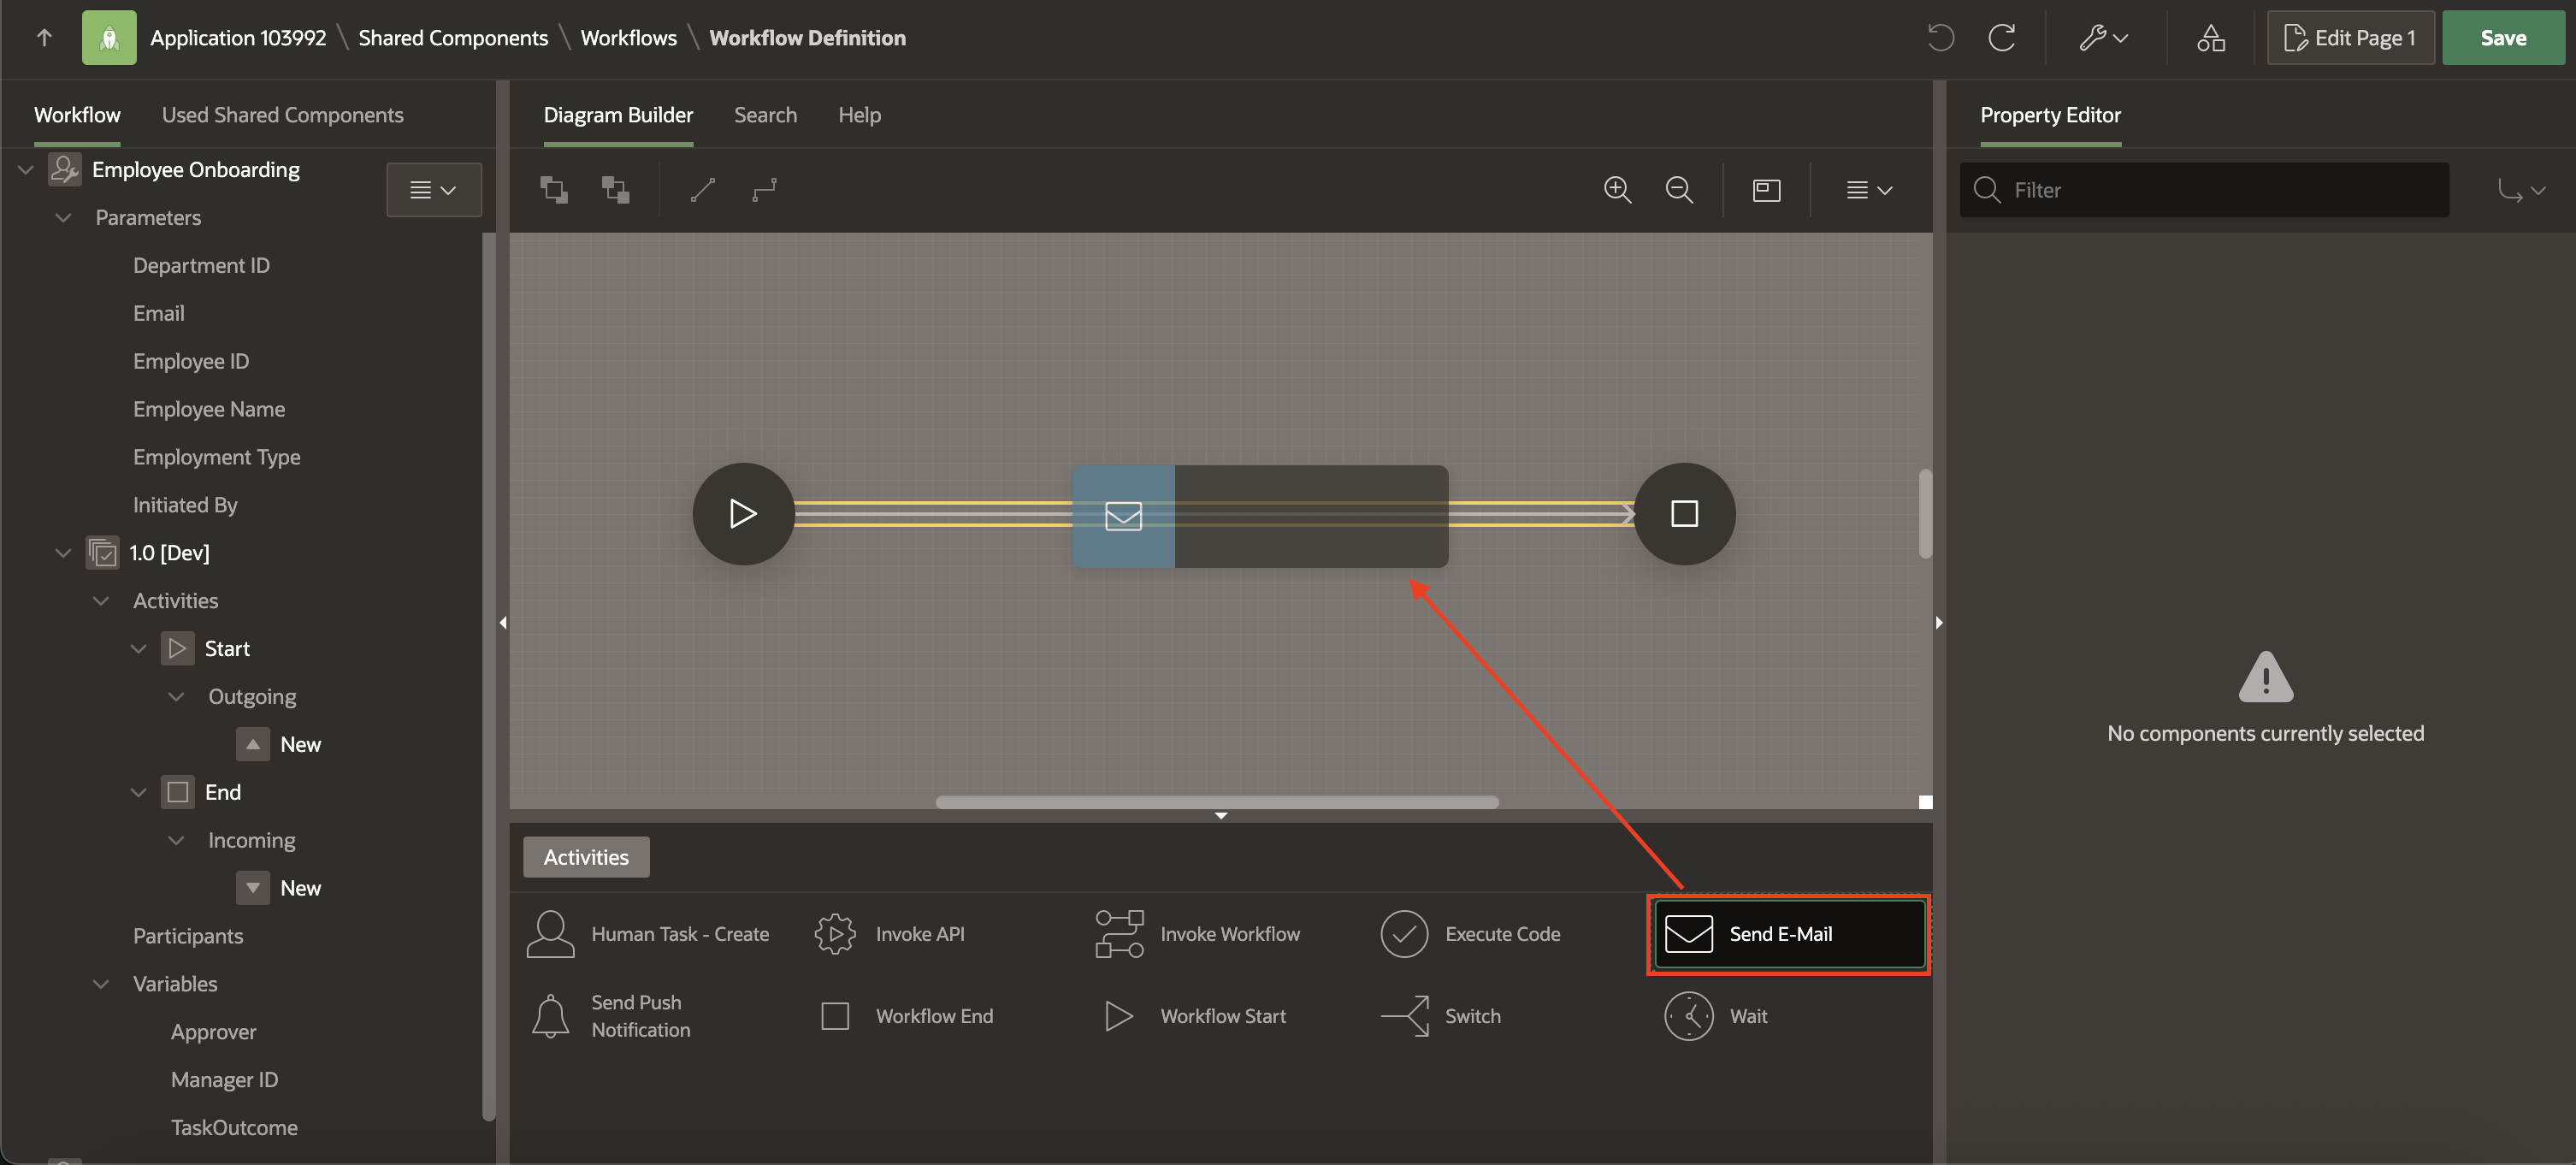 Application 103992 \ Shared Components \ Workflows \ Workflow Definition
Edit Page 1
Save
Workflow
Used Shared Components
Employee Onboarding
Parameters
Department ID
Email
Employee ID
Employee Name
Employment Type
Initiated By
1.0 [Dev]
Activities
Start
Outgoing
New
End
Incoming
New
Participants
Variables
Approver
Manager ID
TaskOutcome
Diagram Builder
Search
Help
Activities
Human Task - Create
Invoke API
Invoke Workflow
Execute Code
Send E-Mail
Send Push
Notification
Workflow End
Workflow Start
Switch
Wait
Property Editor
Filter
No components currently selected